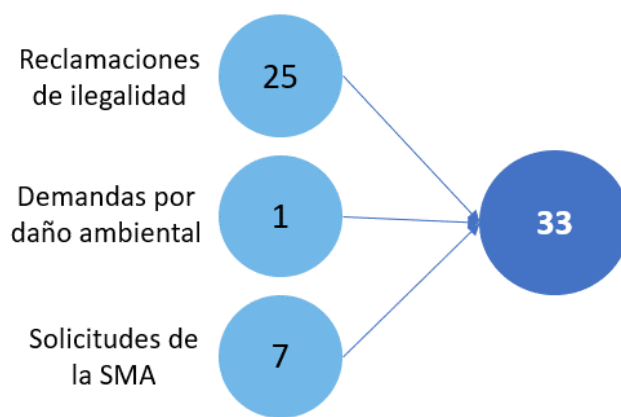 Reclamaciones
de ilegalidad
25
Demandas por
daño ambiental
1
33
Solicitudes de
la SMA
7